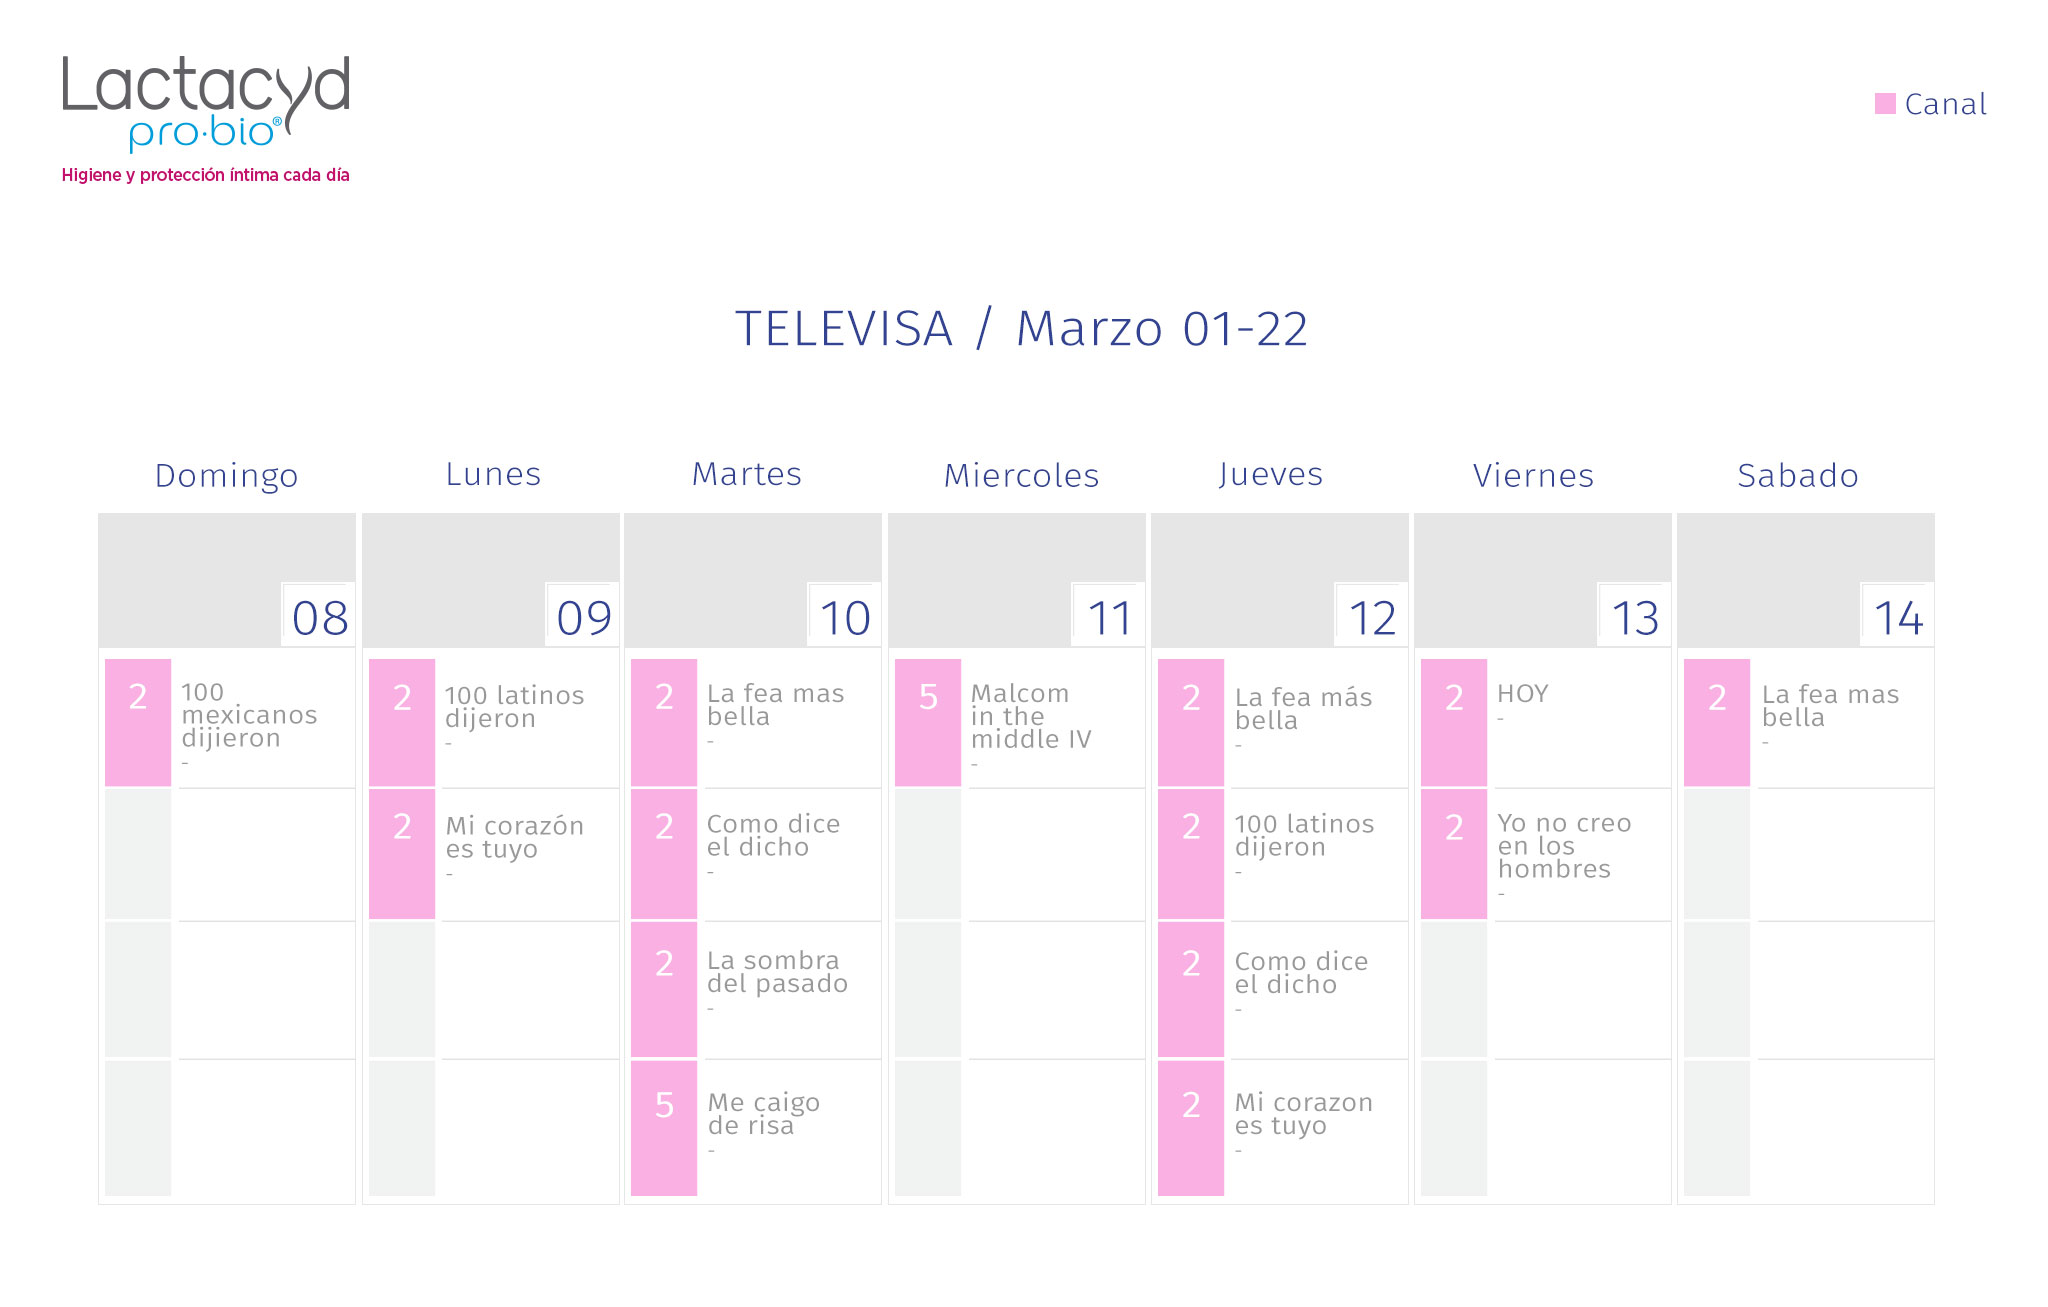 Lactacyd
pro·bio®
Higiene y protección íntima cada día
Canal
TELEVISA / Marzo 01-22
Domingo
Lunes
Martes
Miercoles
Jueves
Viernes
Sabado
08
09
10
11
12
13
14
2
100
mexicanos
dijieron
-
2
100 latinos
dijeron
-
2
La fea mas
bella
-
5
Malcom
in the
middle IV
-
2
La fea más
bella
-
2
HOY
-
2
La fea mas
bella
-
2
Mi corazón
es tuyo
-
2
Como dice
el dicho
-
2
100 latinos
dijeron
-
2
Yo no creo
en los
hombres
-
2
La sombra
del pasado
-
2
Como dice
el dicho
-
5
Me caigo
de risa
-
2
Mi corazon
es tuyo
-